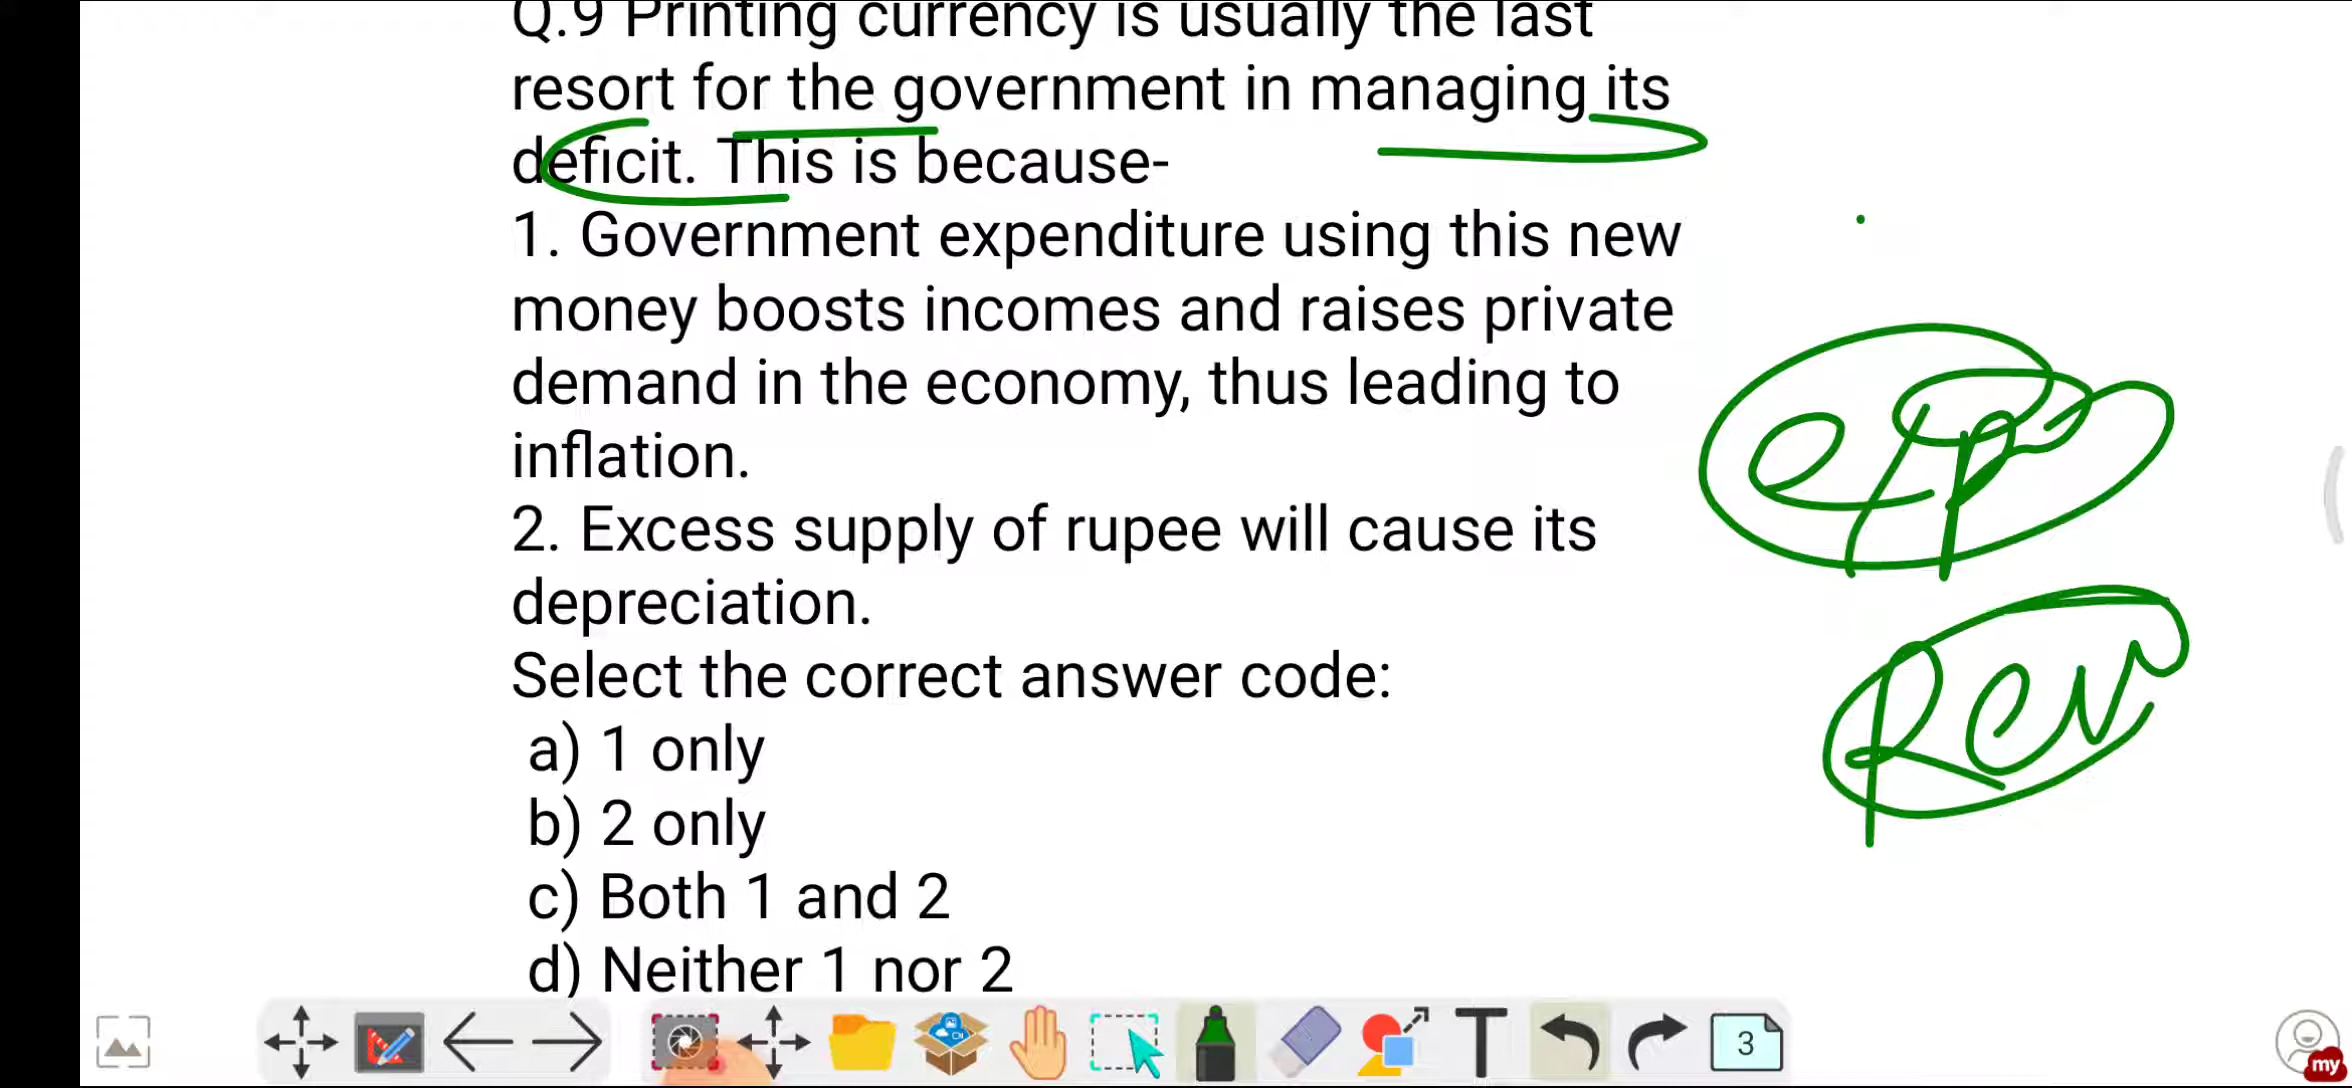 Q.9 Printing currency is usually the last
resort for the government in managing its
deficit. This is because-
1. Government expenditure using this new
money boosts incomes and raises private
demand in the economy, thus leading to
inflation.
2. Excess supply of rupee will cause its
depreciation.
Select the correct answer code:
a) 1 only
b) 2 only
c) Both 1 and 2
d) Neither 1 nor 2
Rev
T
3
my